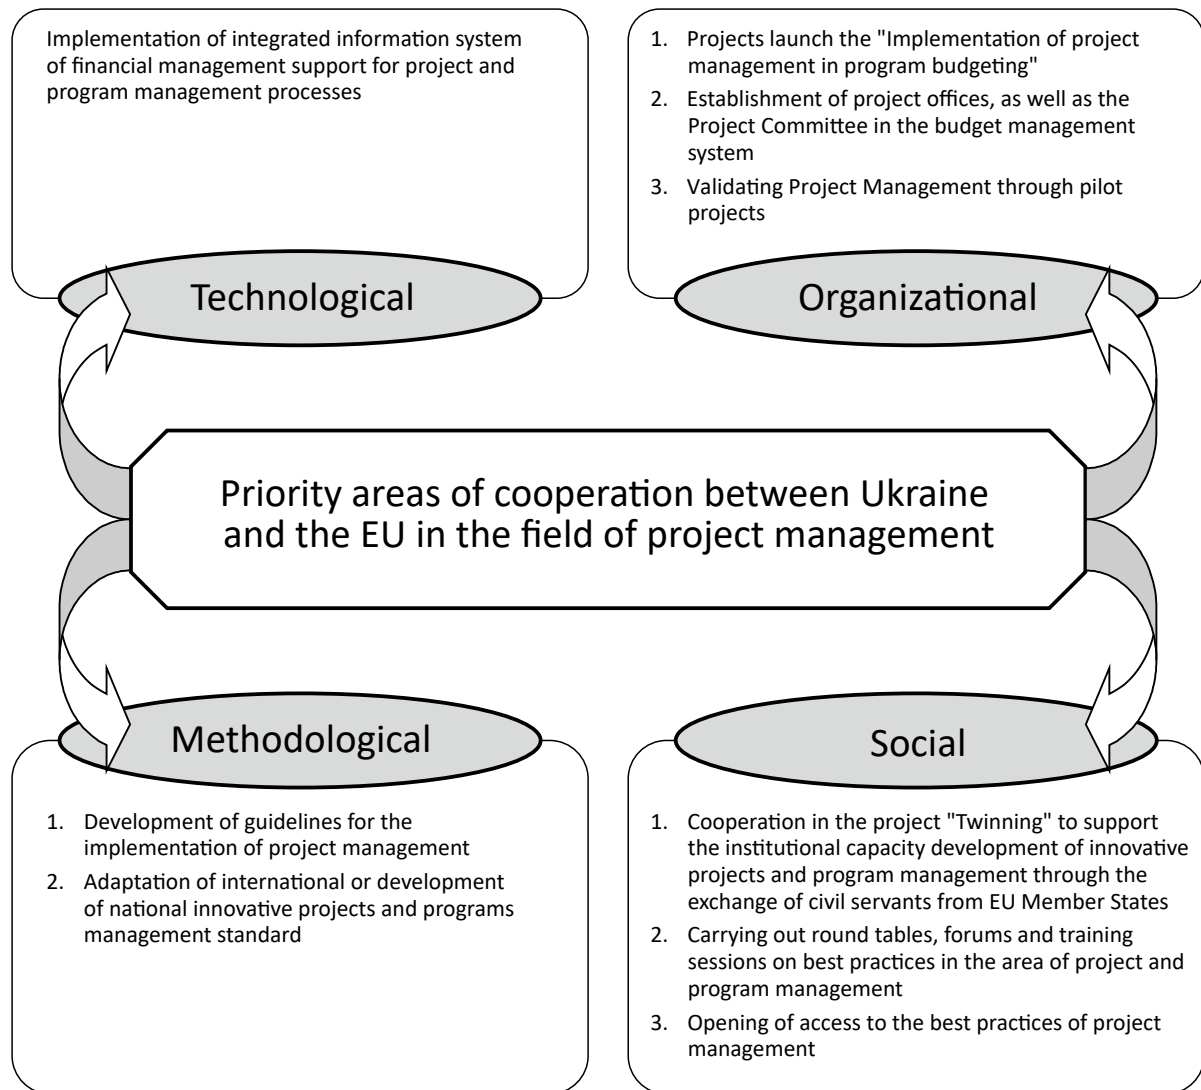 Implementation of integrated information system
of financial management support for project and
program management processes
Technological
1. Projects launch the "Implementation of project
management in program budgeting"
2. Establishment of project offices, as well as the
Project Committee in the budget management
system
3. Validating Project Management through pilot
projects
Organizational
Priority areas of cooperation between Ukraine
and the EU in the field of project management
Methodological
1. Development of guidelines for the
implementation of project management
2. Adaptation of international or development
of national innovative projects and programs
management standard
Social
1. Cooperation in the project "Twinning" to support
the institutional capacity development of innovative
projects and program management through the
exchange of civil servants from EU Member States
2. Carrying out round tables, forums and training
sessions on best practices in the area of project and
program management
3. Opening of access to the best practices of project
management